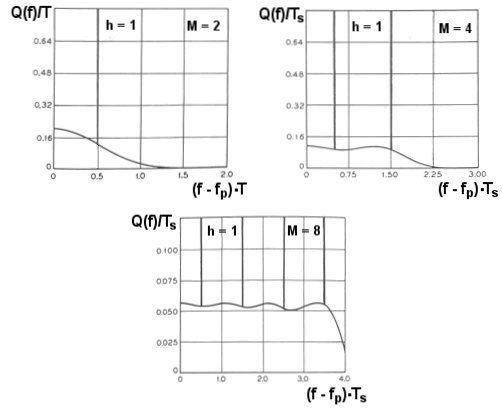 Q(f)/T
h = 1
M = 2
0.64
0.48
0.32
0.16
0
0
0.5
1.0
1.5
2.0
(f - fp)·T
Q(f)/Ts
h = 1
M = 4
0.64
0.48
0.32
0.16
0
0
0.75
1.50
2.25
3.00
(f - fp)·Ts
Q(f)/Ts
h = 1
M = 8
0.100
0.075
0.050
0.025
0
0
1.0
2.0
3.0
4.0
(f - fp)·Ts